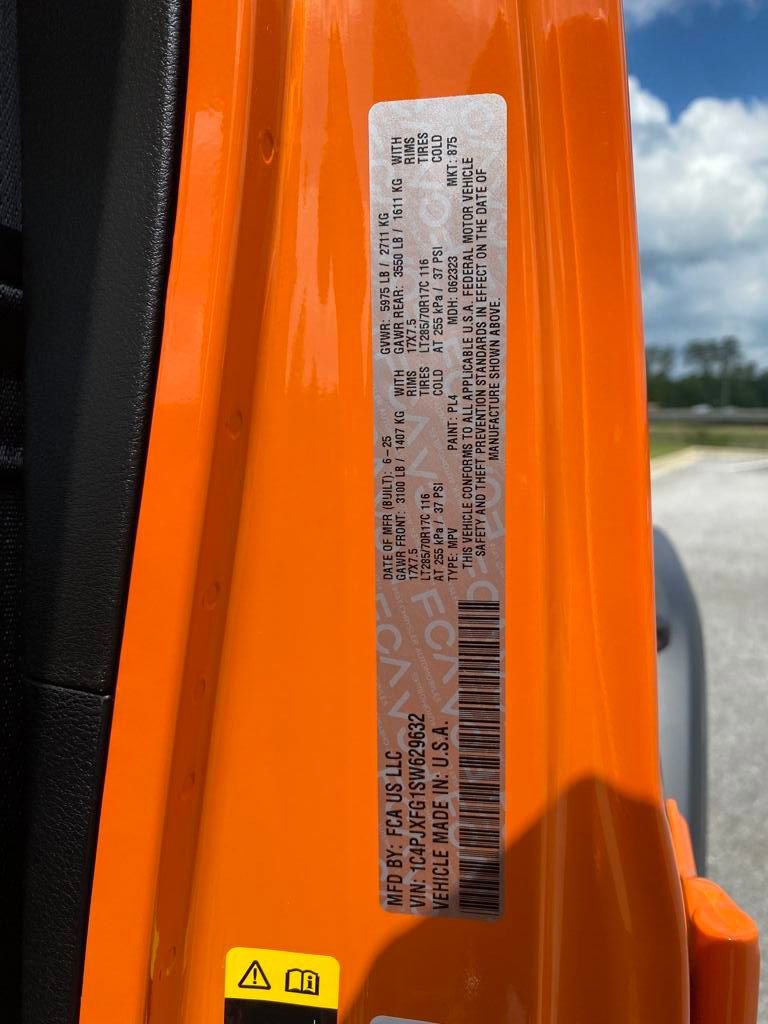 MFD BY: FCA US LLC
VIN: 1C4PJXFG1SW629632
VEHICLE MADE IN: U.S.A.
DATE OF MFR (BUILT): 6-25 GVWR: 5975 LB / 2711 KG
GAWR FRONT: 3100 LB / 1407 KG WITH GAWR REAR: 3550 LB / 1611 KG WITH
17X7.5 RIMS 17X7.5 RIMS
LT285/70R17C 116 TIRES LT285/70R17C 116 TIRES
AT 255 kPa / 37 PSI COLD AT 255 kPa / 37 PSI COLD
TYPE: MPV PAINT: PL4 MDH: 062323 MKT: 875
THIS VEHICLE CONFORMS TO ALL APPLICABLE U.S.A. FEDERAL MOTOR VEHICLE
SAFETY AND THEFT PREVENTION STANDARDS IN EFFECT ON THE DATE OF
MANUFACTURE SHOWN ABOVE.